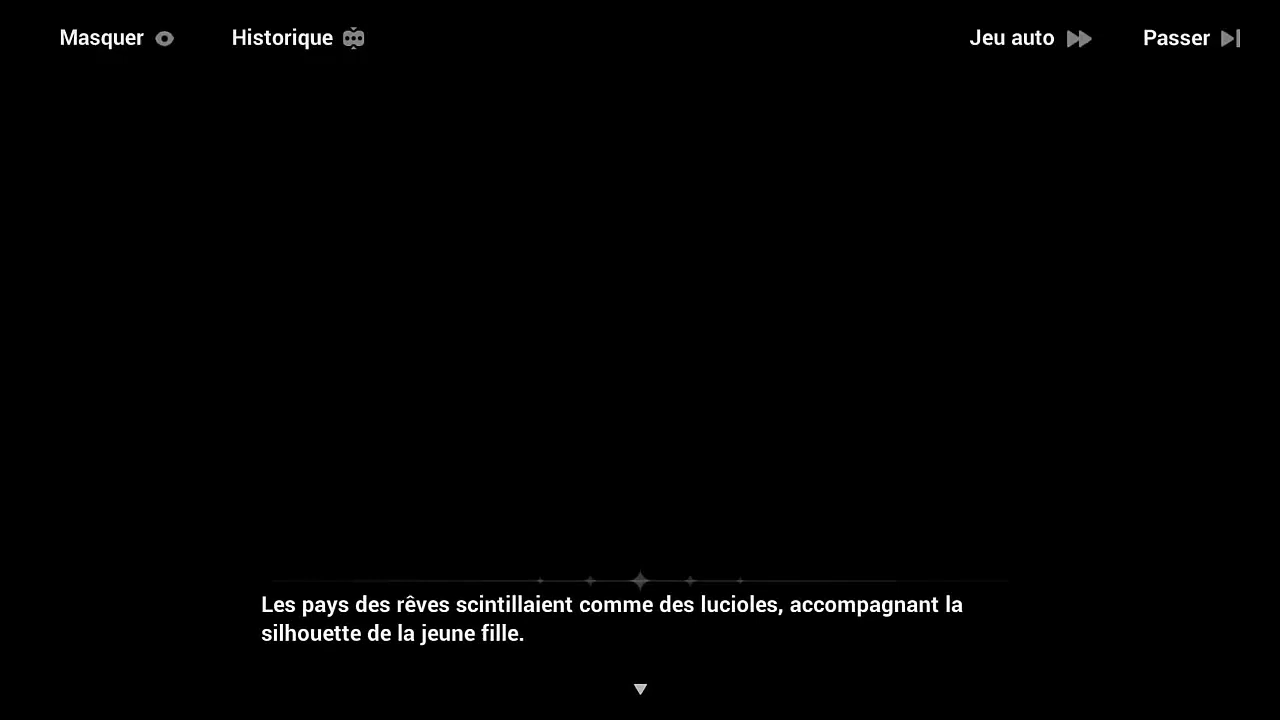 Masquer Historique Jeu auto Passer
Les pays des rêves scintillaient comme des lucioles, accompagnant la
silhouette de la jeune fille.